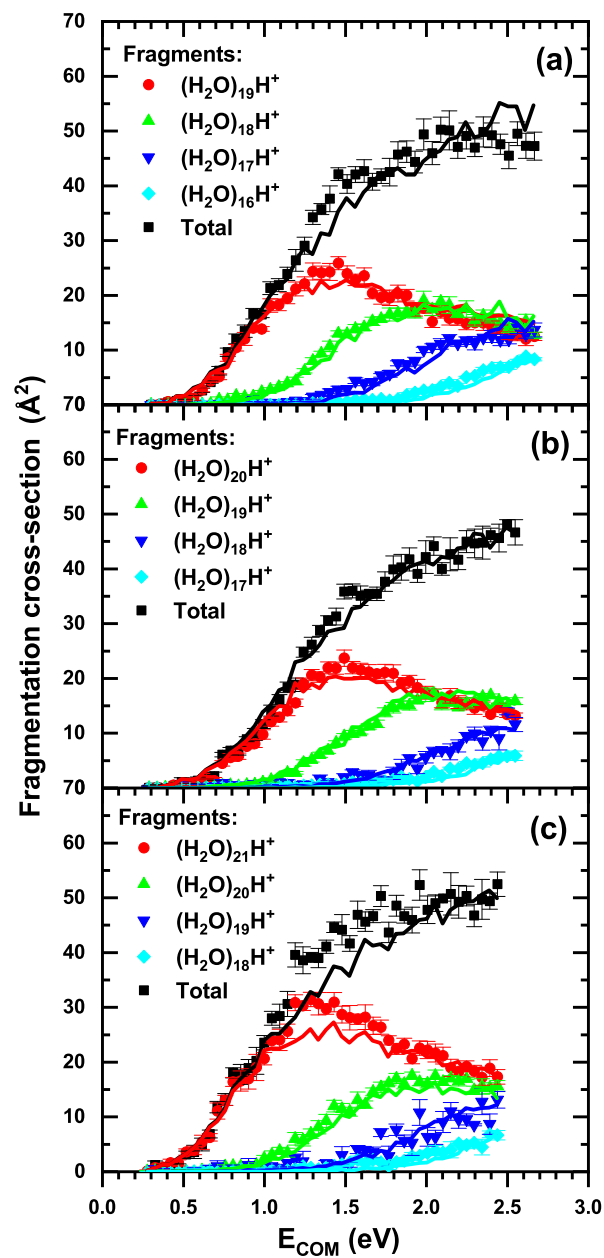 70
60
50
40
30
20
10
Fragments:
(H₂O)₁₉H⁺
(H₂O)₁₈H⁺
(H₂O)₁₇H⁺
(H₂O)₁₆H⁺
Total
(a)
70
60
50
40
30
20
10
Fragments:
(H₂O)₂₀H⁺
(H₂O)₁₉H⁺
(H₂O)₁₈H⁺
(H₂O)₁₇H⁺
Total
(b)
70
60
50
40
30
20
10
0
Fragments:
(H₂O)₂₁H⁺
(H₂O)₂₀H⁺
(H₂O)₁₉H⁺
(H₂O)₁₈H⁺
Total
(c)
Fragmentation cross-section (Å²)
0.0 0.5 1.0 1.5 2.0 2.5 3.0
E_COM (eV)